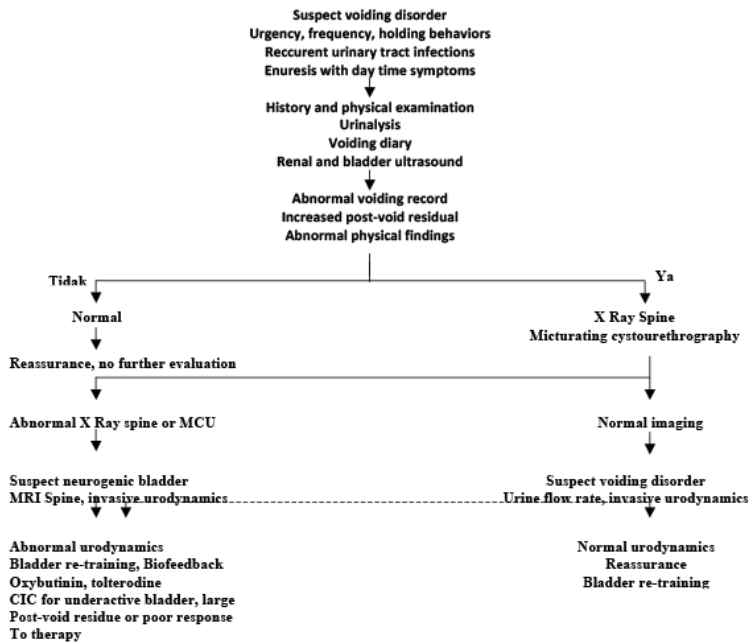 Suspect voiding disorder
Urgency, frequency, holding behaviors
Reccurent urinary tract infections
Enuresis with day time symptoms
History and physical examination
Urinalysis
Voiding diary
Renal and bladder ultrasound
Abnormal voiding record
Increased post-void residual
Abnormal physical findings
Tidak
Ya
Normal
Reassurance, no further evaluation
X Ray Spine
Micturating cystourethrography
Abnormal X Ray spine or MCU
Normal imaging
Suspect neurogenic bladder
MRI Spine, invasive urodynamics
Suspect voiding disorder
Urine flow rate, invasive urodynamics
Abnormal urodynamics
Bladder re-training, Biofeedback
Oxybutinin, tolterodine
CIC for underactive bladder, large
Post-void residue or poor response
To therapy
Normal urodynamics
Reassurance
Bladder re-training